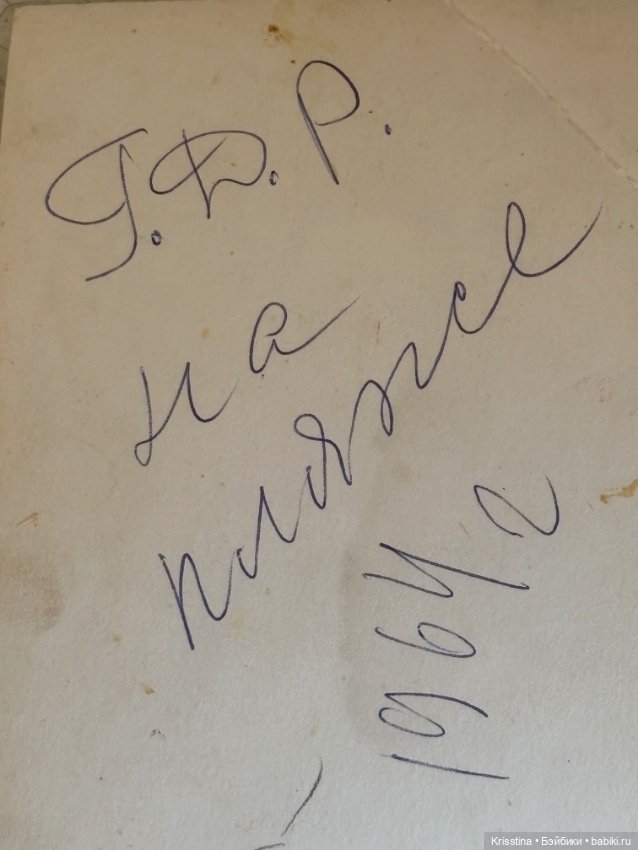 Г.Д.Р.
на
пляже
1964 г
Krisstina • Бэйбики • babiki.ru